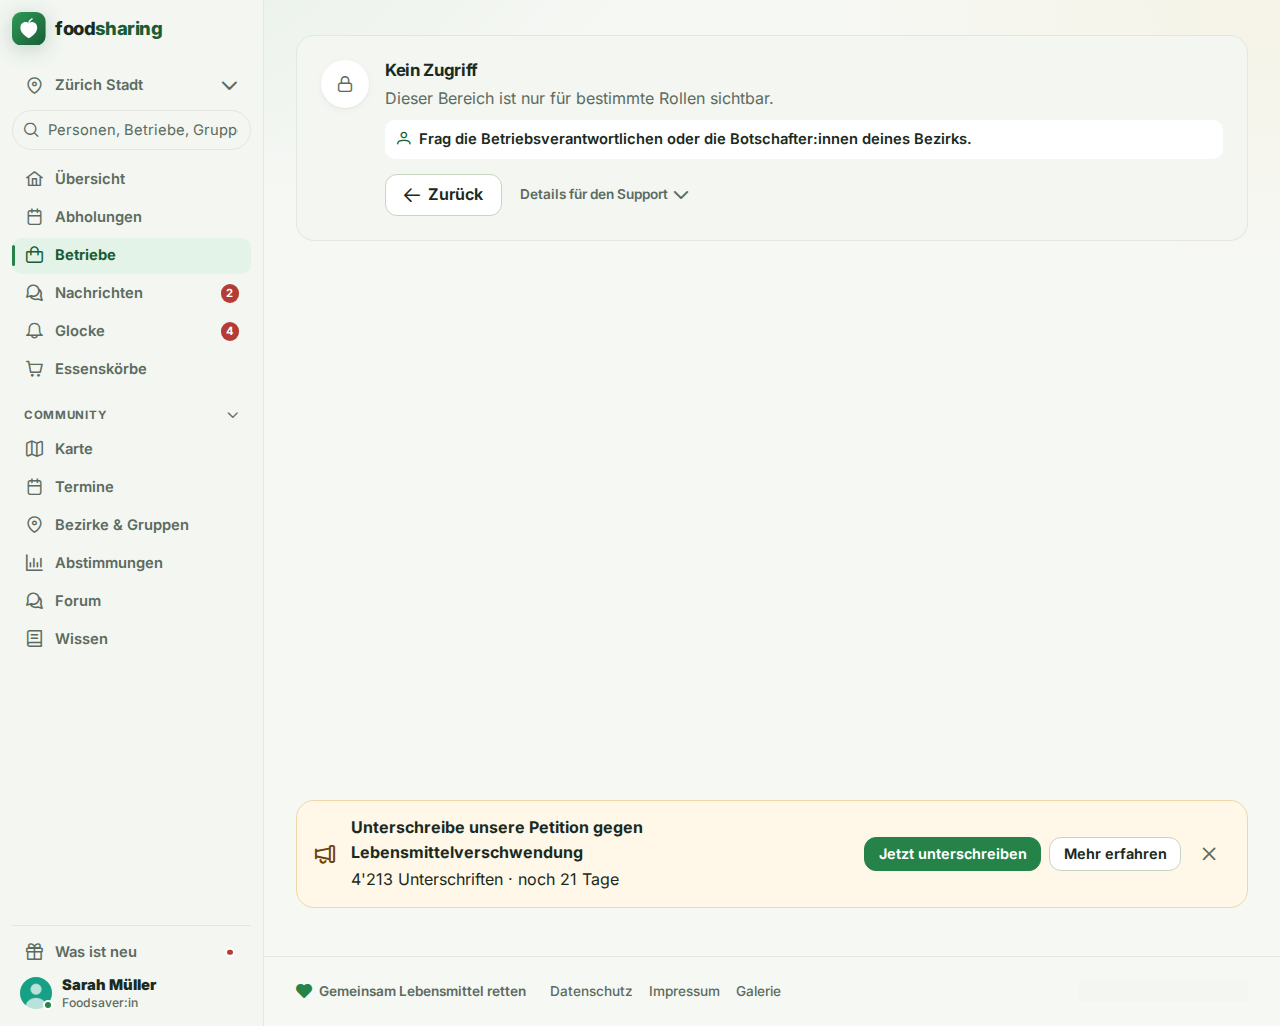 foodsharing
Zürich Stadt
Personen, Betriebe, Grupp
Übersicht
Abholungen
Betriebe
Nachrichten 2
Glocke 4
Essenskörbe
COMMUNITY
Karte
Termine
Bezirke & Gruppen
Abstimmungen
Forum
Wissen
Was ist neu
Sarah Müller
Foodsaver:in
Kein Zugriff
Dieser Bereich ist nur für bestimmte Rollen sichtbar.
Frag die Betriebsverantwortlichen oder die Botschafter:innen deines Bezirks.
Zurück Details für den Support
Unterschreibe unsere Petition gegen
Lebensmittelverschwendung
4'213 Unterschriften · noch 21 Tage
Jetzt unterschreiben Mehr erfahren
Gemeinsam Lebensmittel retten Datenschutz Impressum Galerie